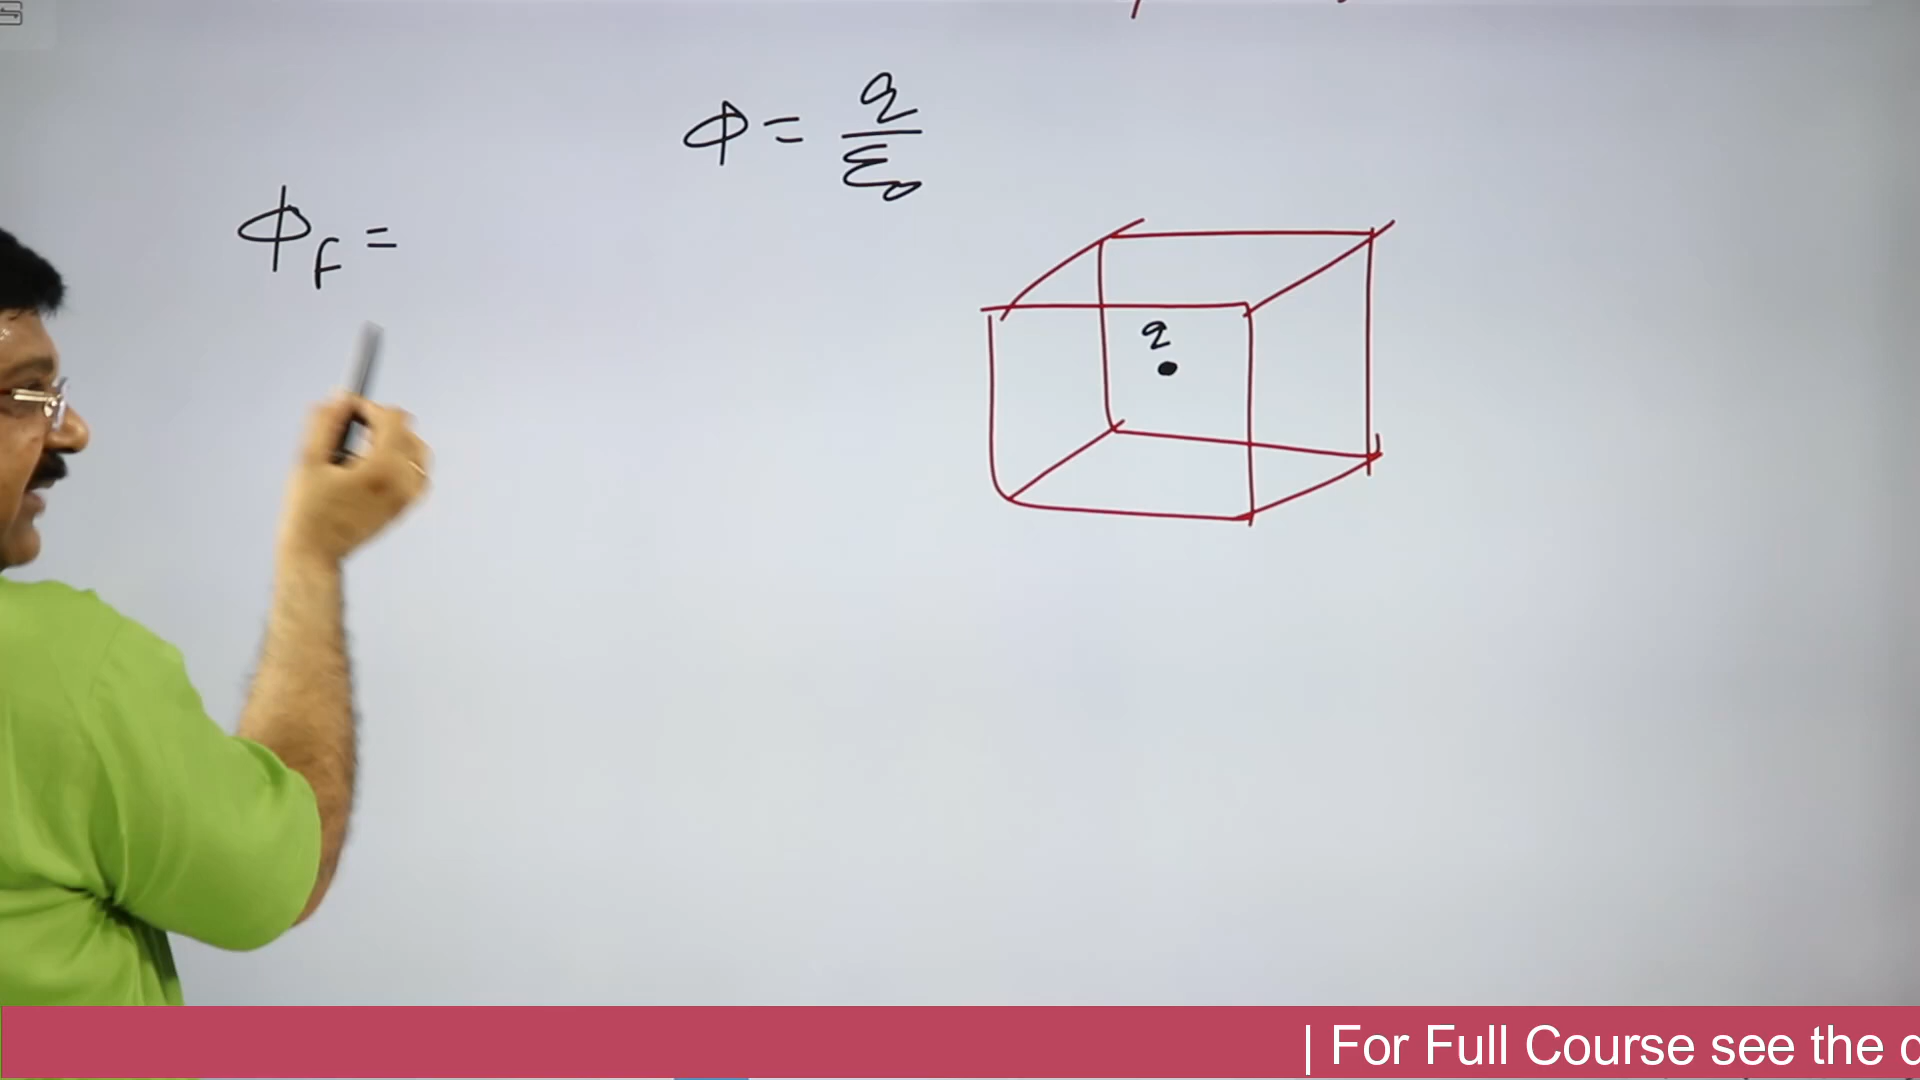 ϕ = q/ε₀
ϕ_F =
q
| For Full Course see the